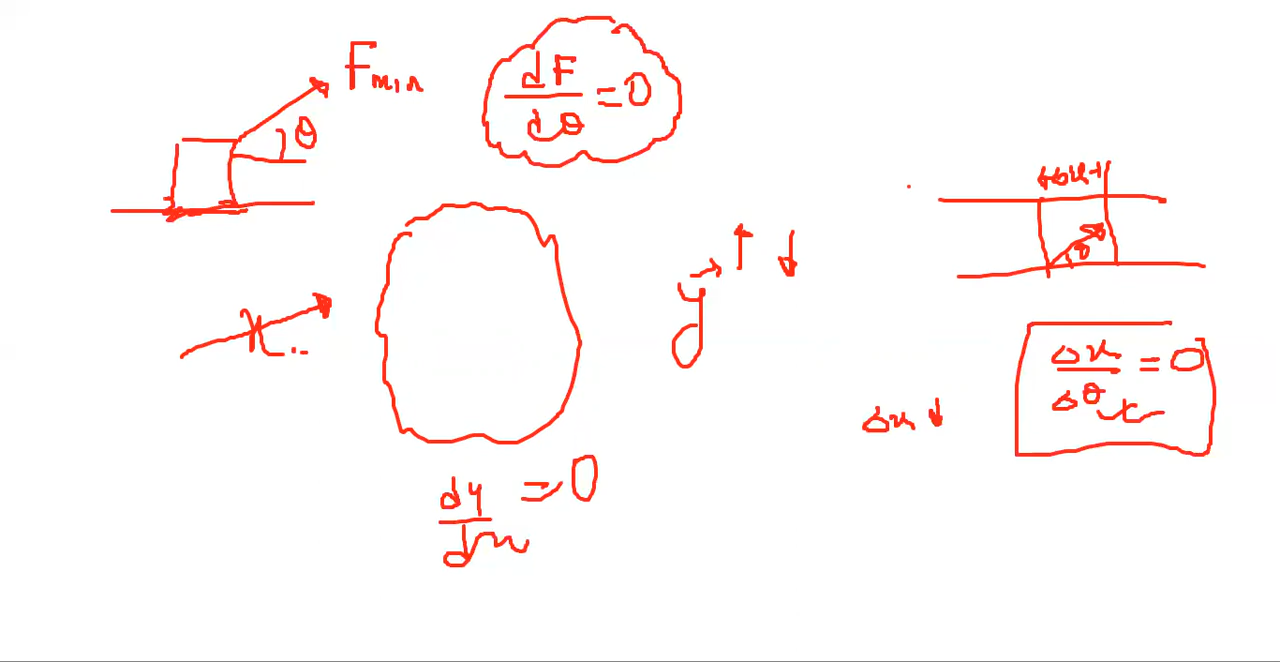 Fmin
θ
dF/dθ = 0
x
y
dy/dx = 0
θ
Δx ↓
Δx/Δθ = 0